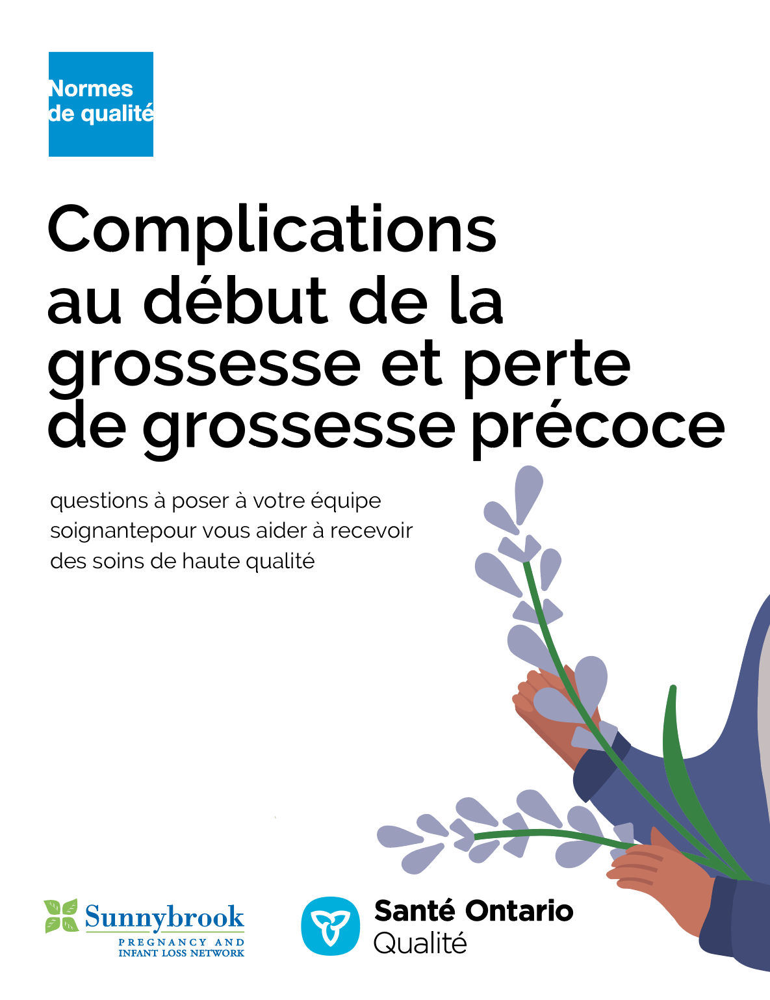 Normes
de qualité
Complications
au début de la
grossesse et perte
de grossesse précoce
questions à poser à votre équipe
soignantepour vous aider à recevoir
des soins de haute qualité
Sunnybrook
PREGNANCY AND
INFANT LOSS NETWORK
Santé Ontario
Qualité